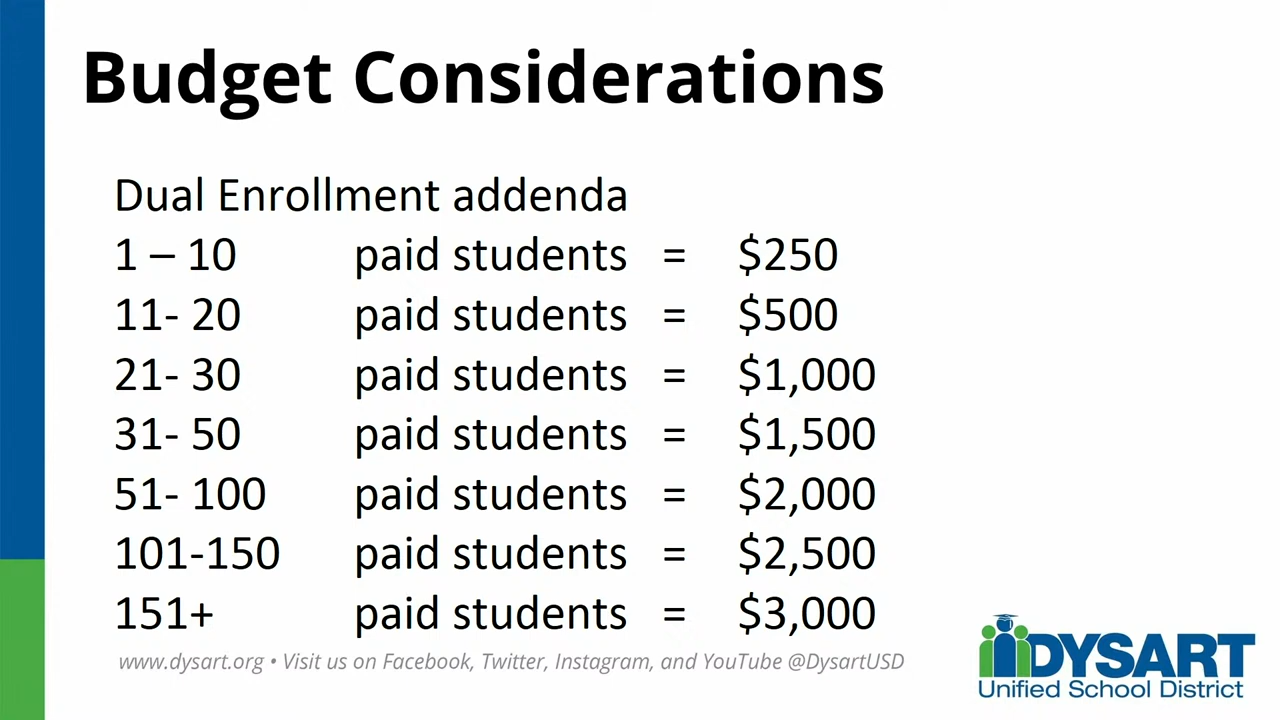 Budget Considerations
Dual Enrollment addenda
1 – 10 paid students = $250
11- 20 paid students = $500
21- 30 paid students = $1,000
31- 50 paid students = $1,500
51- 100 paid students = $2,000
101-150 paid students = $2,500
151+ paid students = $3,000
www.dysart.org • Visit us on Facebook, Twitter, Instagram, and YouTube @DysartUSD
DYSART
Unified School District